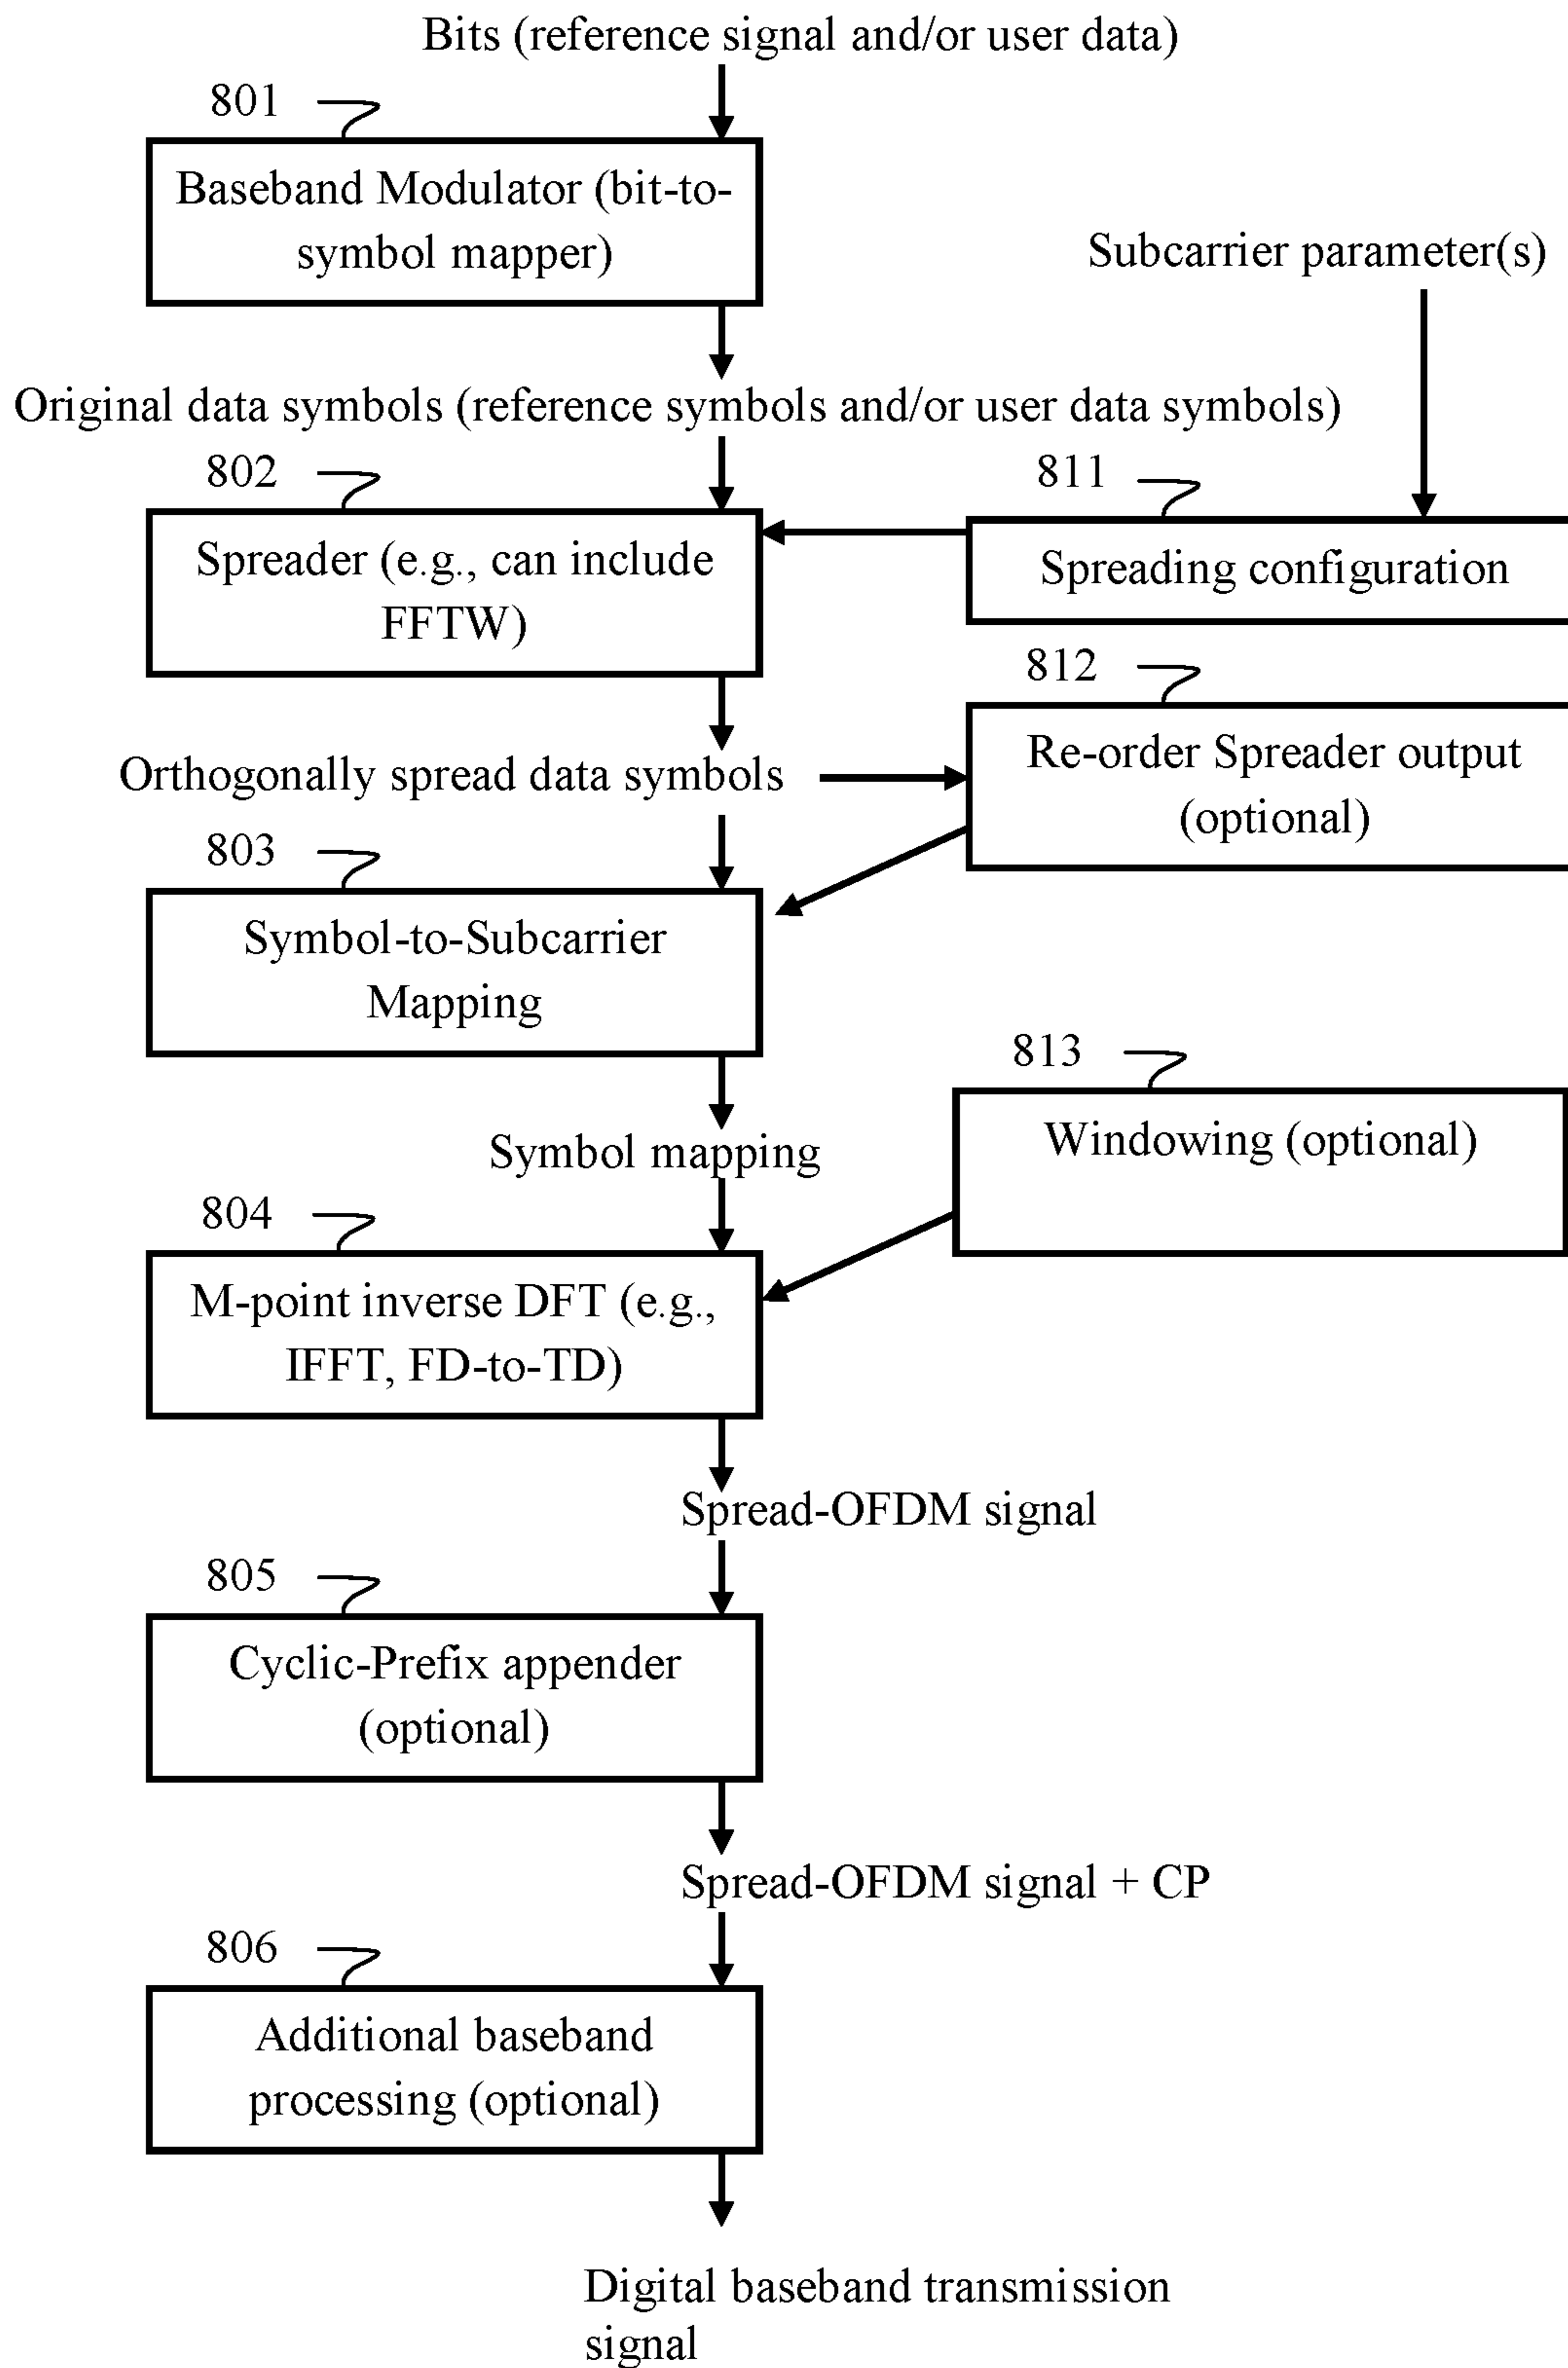 Bits (reference signal and/or user data)
801
Baseband Modulator (bit-to-
symbol mapper)
Subcarrier parameter(s)
Original data symbols (reference symbols and/or user data symbols)
802
811
Spreader (e.g., can include
FFTW)
Spreading configuration
812
Orthogonally spread data symbols
Re-order Spreader output
(optional)
803
Symbol-to-Subcarrier
Mapping
813
Windowing (optional)
Symbol mapping
804
M-point inverse DFT (e.g.,
IFFT, FD-to-TD)
Spread-OFDM signal
805
Cyclic-Prefix appender
(optional)
Spread-OFDM signal + CP
806
Additional baseband
processing (optional)
Digital baseband transmission
signal